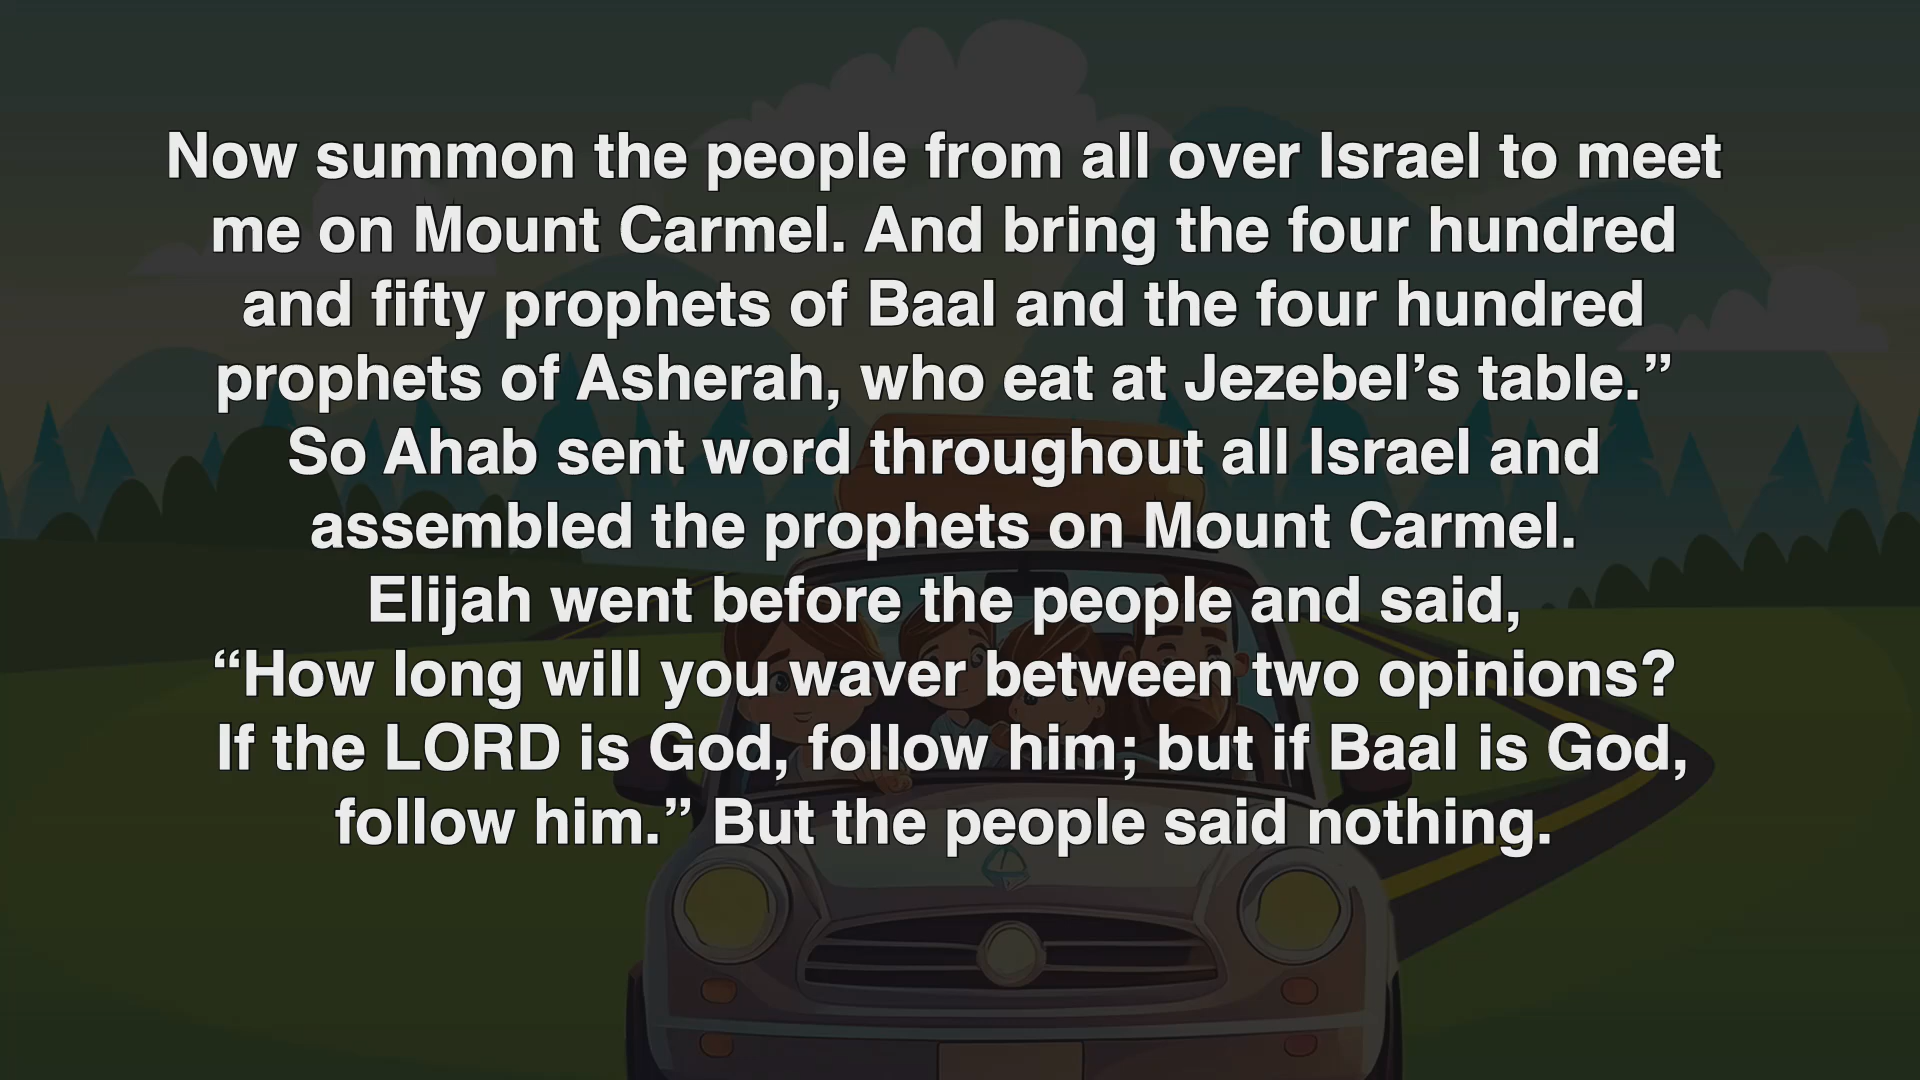 Now summon the people from all over Israel to meet
me on Mount Carmel. And bring the four hundred
and fifty prophets of Baal and the four hundred
prophets of Asherah, who eat at Jezebel’s table.”
So Ahab sent word throughout all Israel and
assembled the prophets on Mount Carmel.
Elijah went before the people and said,
“How long will you waver between two opinions?
If the LORD is God, follow him; but if Baal is God,
follow him.” But the people said nothing.